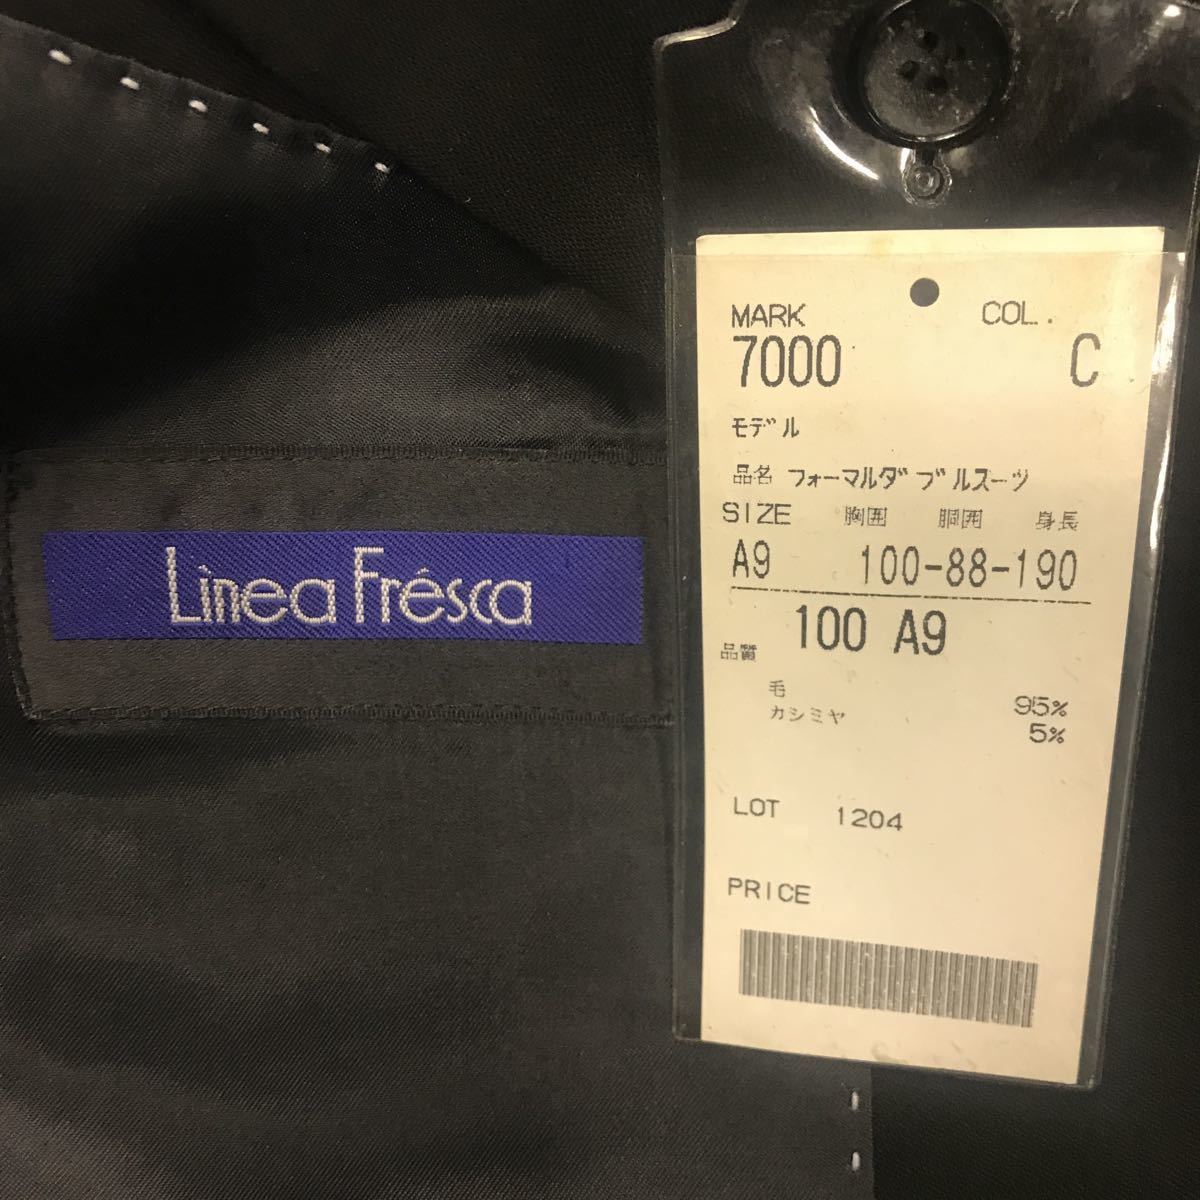 Lìnea Frésca
MARK COL.
7000 C
モデル
品名 フォーマルダブルスーツ
SIZE 胸囲 胴囲 身長
A9 100-88-190
100 A9
品質
毛 95%
カシミヤ 5%
LOT 1204
PRICE